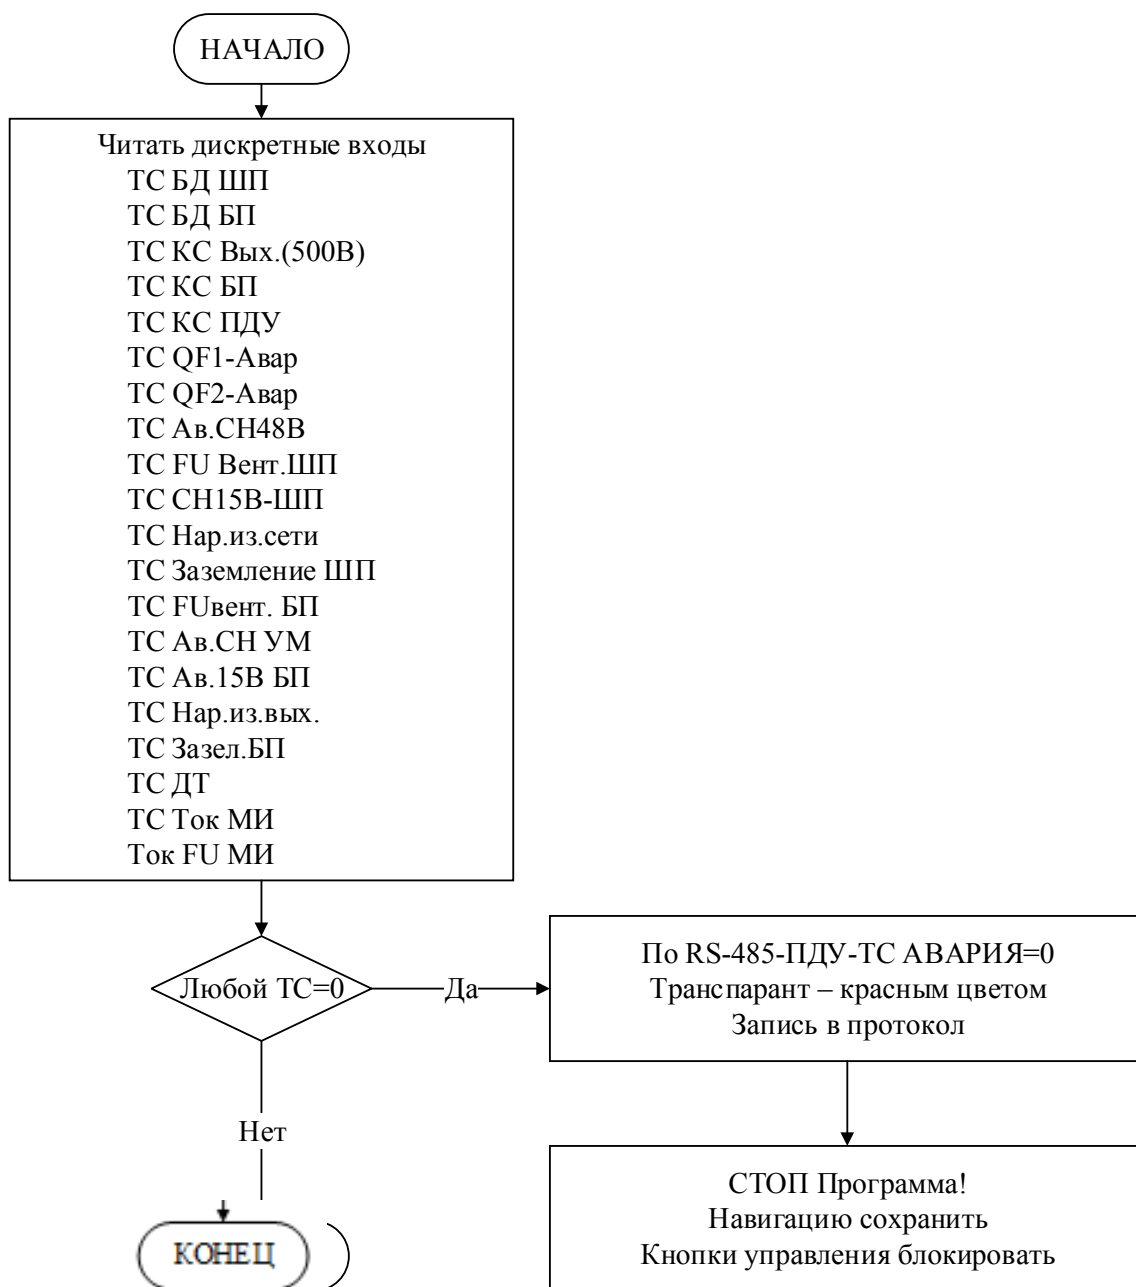 НАЧАЛО
Читать дискретные входы
ТС БД ШП
ТС БД БП
ТС КС Вых.(500В)
ТС КС БП
ТС КС ПДУ
ТС QF1-Авар
ТС QF2-Авар
ТС Ав.СН48В
ТС FU Вент.ШП
ТС СН15В-ШП
ТС Нар.из.сети
ТС Заземление ШП
ТС FUвент. БП
ТС Ав.СН УМ
ТС Ав.15В БП
ТС Нар.из.вых.
ТС Зазел.БП
ТС ДТ
ТС Ток МИ
Ток FU МИ
Любой ТС=0
Да
По RS-485-ПДУ-ТС АВАРИЯ=0
Транспарант – красным цветом
Запись в протокол
Нет
СТОП Программа!
Навигацию сохранить
Кнопки управления блокировать
КОНЕЦ